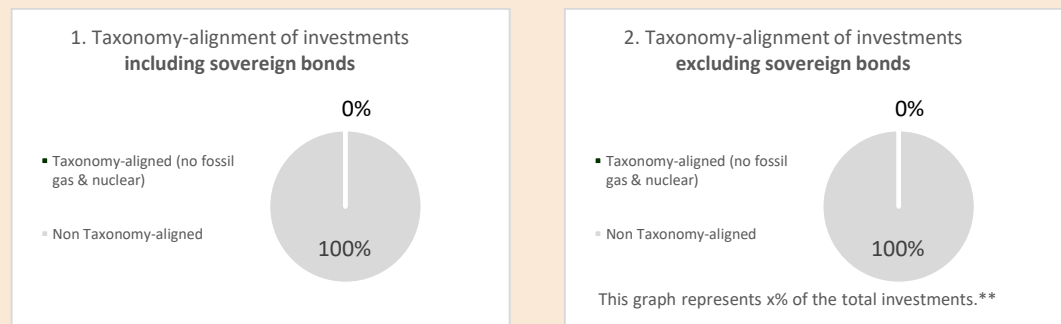 1. Taxonomy-alignment of investments
including sovereign bonds
0%
Taxonomy-aligned (no fossil
gas & nuclear)
Non Taxonomy-aligned
100%
2. Taxonomy-alignment of investments
excluding sovereign bonds
0%
Taxonomy-aligned (no fossil
gas & nuclear)
Non Taxonomy-aligned
100%
This graph represents x% of the total investments.**